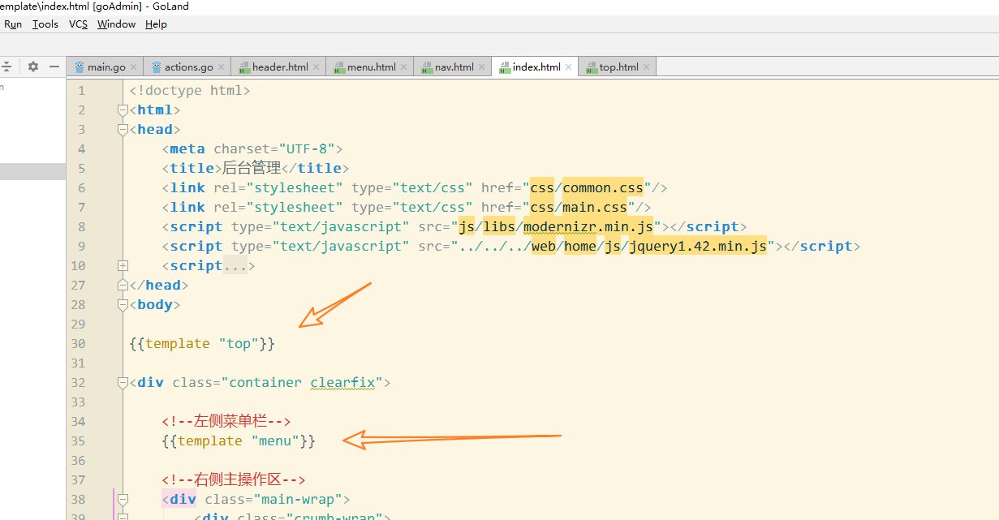 emplate\index.html [goAdmin] - GoLand
Run Tools VCS Window Help
main.go actions.go header.html menu.html nav.html index.html top.html
1 <!doctype html>
2 <html>
3 <head>
4 <meta charset="UTF-8">
5 <title>后台管理</title>
6 <link rel="stylesheet" type="text/css" href="css/common.css"/>
7 <link rel="stylesheet" type="text/css" href="css/main.css"/>
8 <script type="text/javascript" src="js/libs/modernizr.min.js"></script>
9 <script type="text/javascript" src="../../../web/home/js/jquery1.42.min.js"></script>
10 <script...>
27 </head>
28 <body>
29
30 {{template "top"}}
31
32 <div class="container clearfix">
33
34 <!--左侧菜单栏-->
35 {{template "menu"}}
36
37 <!--右侧主操作区-->
38 <div class="main-wrap">
39 <div class="crumb-wrap">